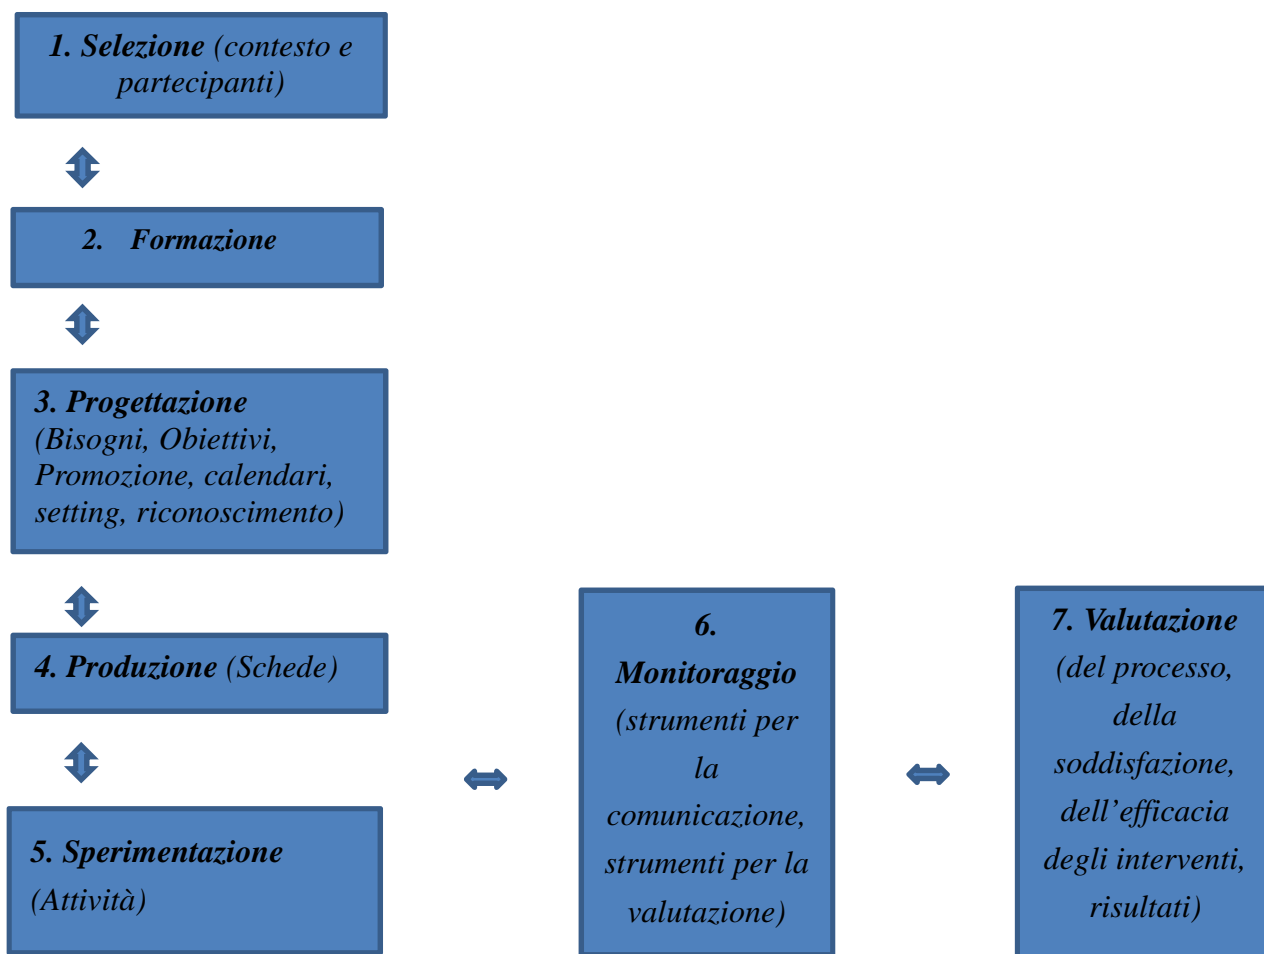 1. Selezione (contesto e
partecipanti)
2. Formazione
3. Progettazione
(Bisogni, Obiettivi,
Promozione, calendari,
setting, riconoscimento)
4. Produzione (Schede)
5. Sperimentazione
(Attività)
6.
Monitoraggio
(strumenti per
la
comunicazione,
strumenti per la
valutazione)
7. Valutazione
(del processo,
della
soddisfazione,
dell’efficacia
degli interventi,
risultati)